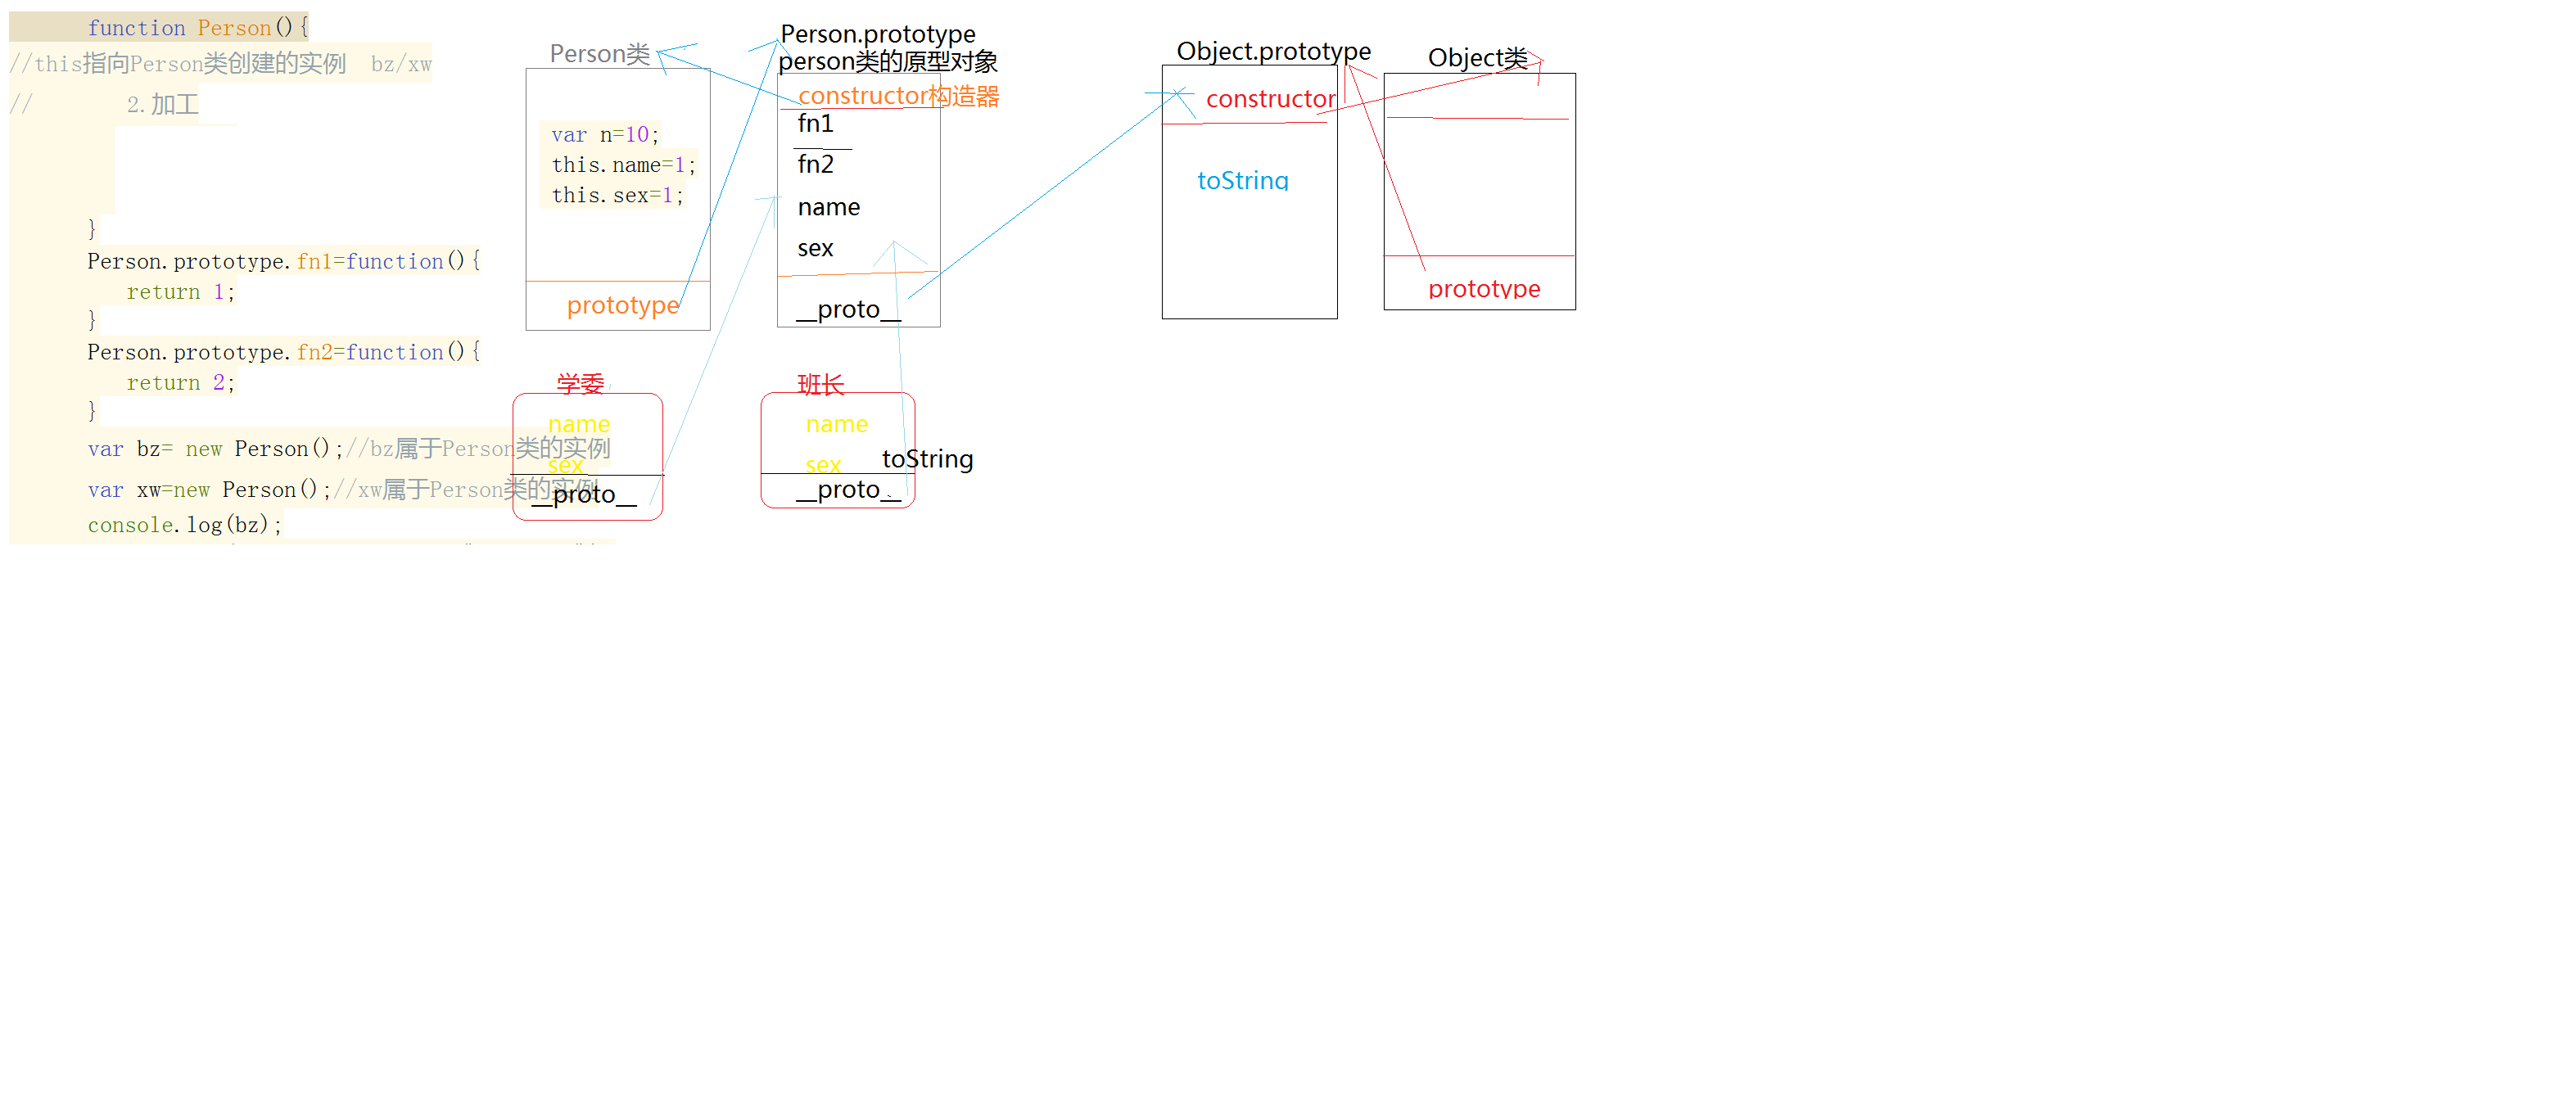 function Person(){
//this指向Person类创建的实例  bz/xw
//       2.加工
}
Person.prototype.fn1=function(){
return 1;
}
Person.prototype.fn2=function(){
return 2;
}
var bz= new Person();//bz属于Person类的实例
var xw=new Person();//xw属于Person类的实例
console.log(bz);
Person类
var n=10;
this.name=1;
this.sex=1;
prototype
Person.prototype
person类的原型对象
constructor构造器
fn1
fn2
name
sex
__proto__
学委
name
sex
__proto__
班长
name
sex
toString
__proto__
Object.prototype
constructor
toString
Object类
prototype